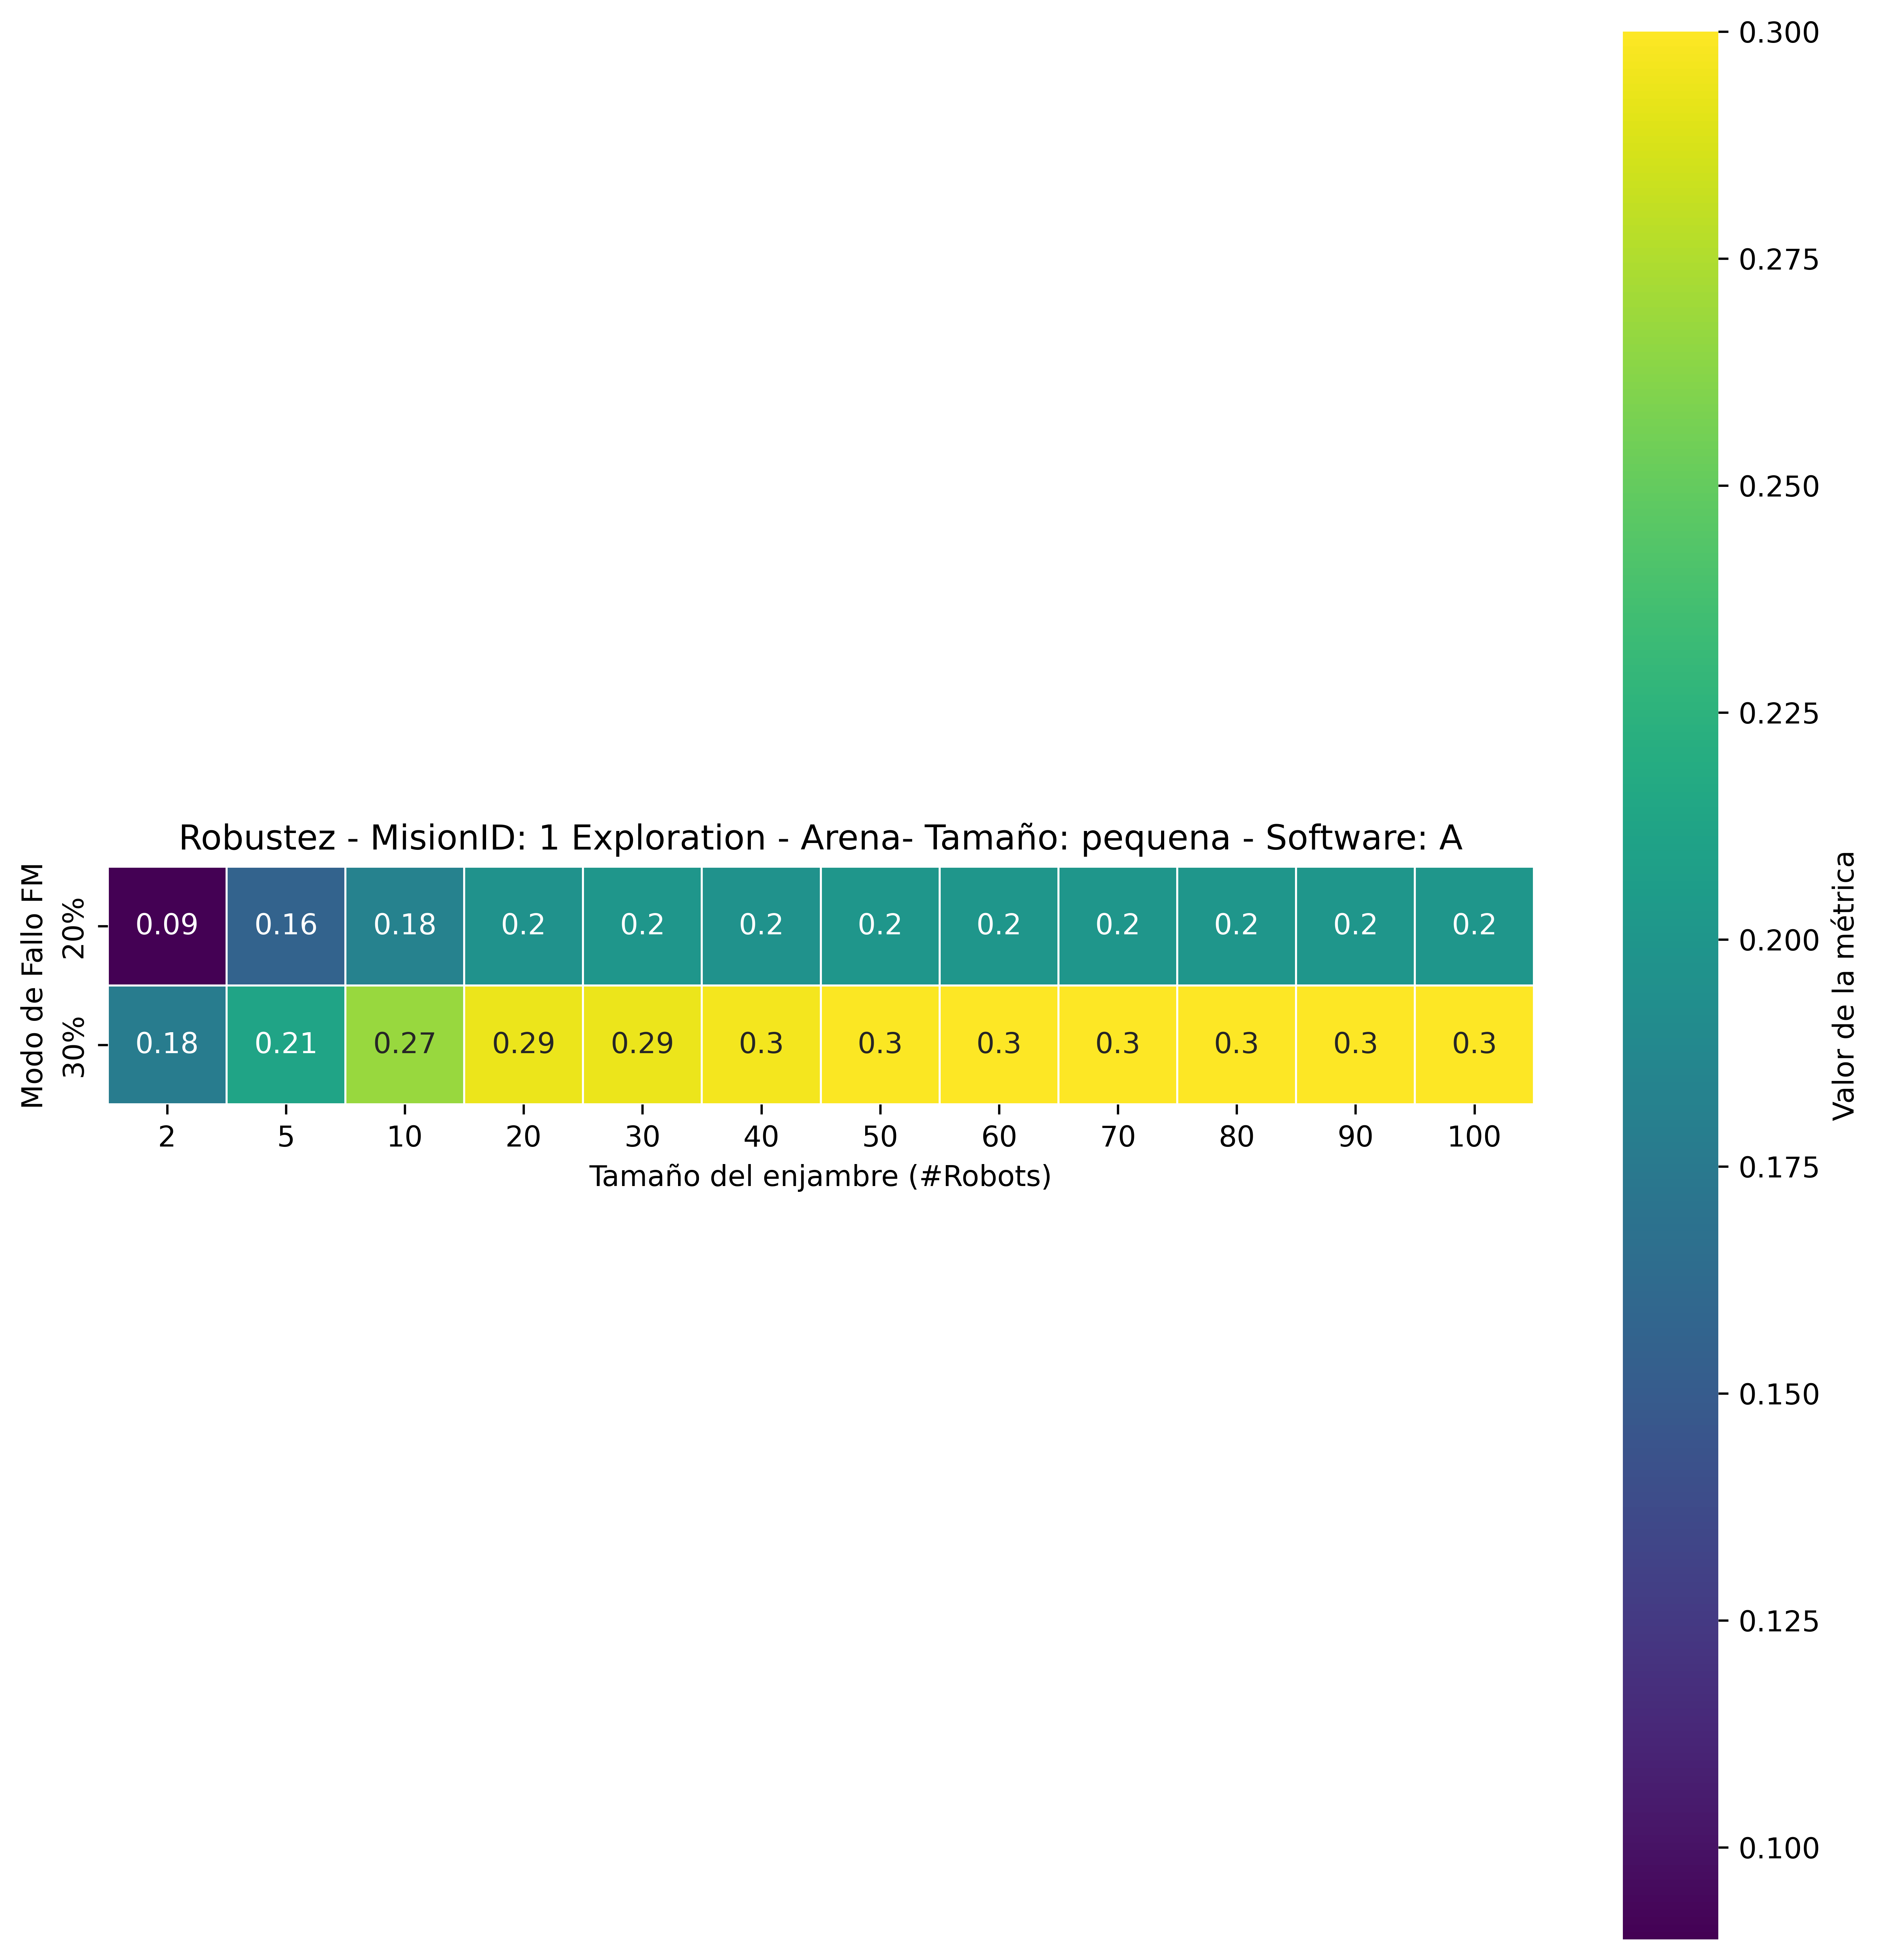 Robustez - MisionID: 1 Exploration - Arena- Tamaño: pequena - Software: A
Modo de Fallo FM
20%
0.09 0.16 0.18 0.2 0.2 0.2 0.2 0.2 0.2 0.2 0.2 0.2
30%
0.18 0.21 0.27 0.29 0.29 0.3 0.3 0.3 0.3 0.3 0.3 0.3
2 5 10 20 30 40 50 60 70 80 90 100
Tamaño del enjambre (#Robots)
0.300
0.275
0.250
0.225
0.200
0.175
0.150
0.125
0.100
Valor de la métrica